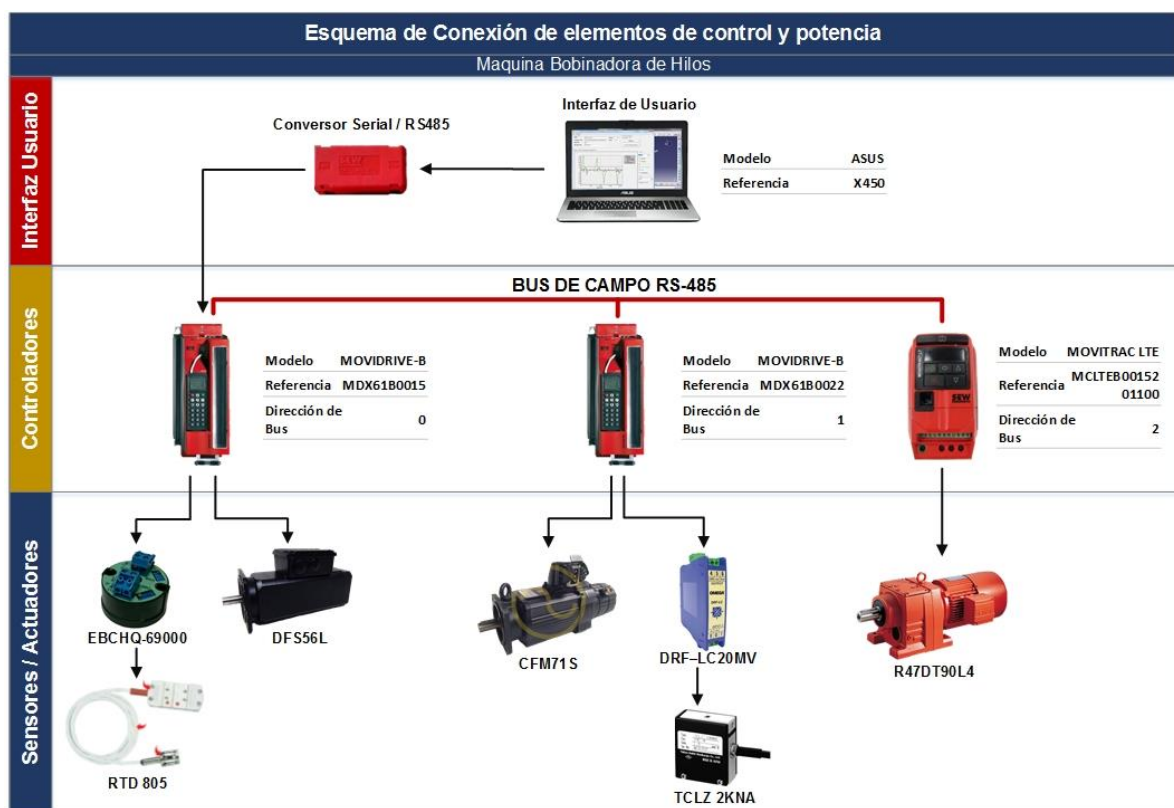 Esquema de Conexión de elementos de control y potencia
Maquina Bobinadora de Hilos
Interfaz Usuario
Conversor Serial / RS485
Interfaz de Usuario
Modelo ASUS
Referencia X450
Controladores
BUS DE CAMPO RS-485
Modelo MOVIDRIVE-B
Referencia MDX61B0015
Dirección de
Bus 0
Modelo MOVIDRIVE-B
Referencia MDX61B0022
Dirección de
Bus 1
Modelo MOVITRAC LTE
Referencia MCLTEB00152
01100
Dirección de
Bus 2
SEW
Sensores / Actuadores
EBCHQ-69000
DFS56L
CFM71S
OMEGA
DRF–LC20MV
R47DT90L4
RTD 805
TCLZ 2KNA